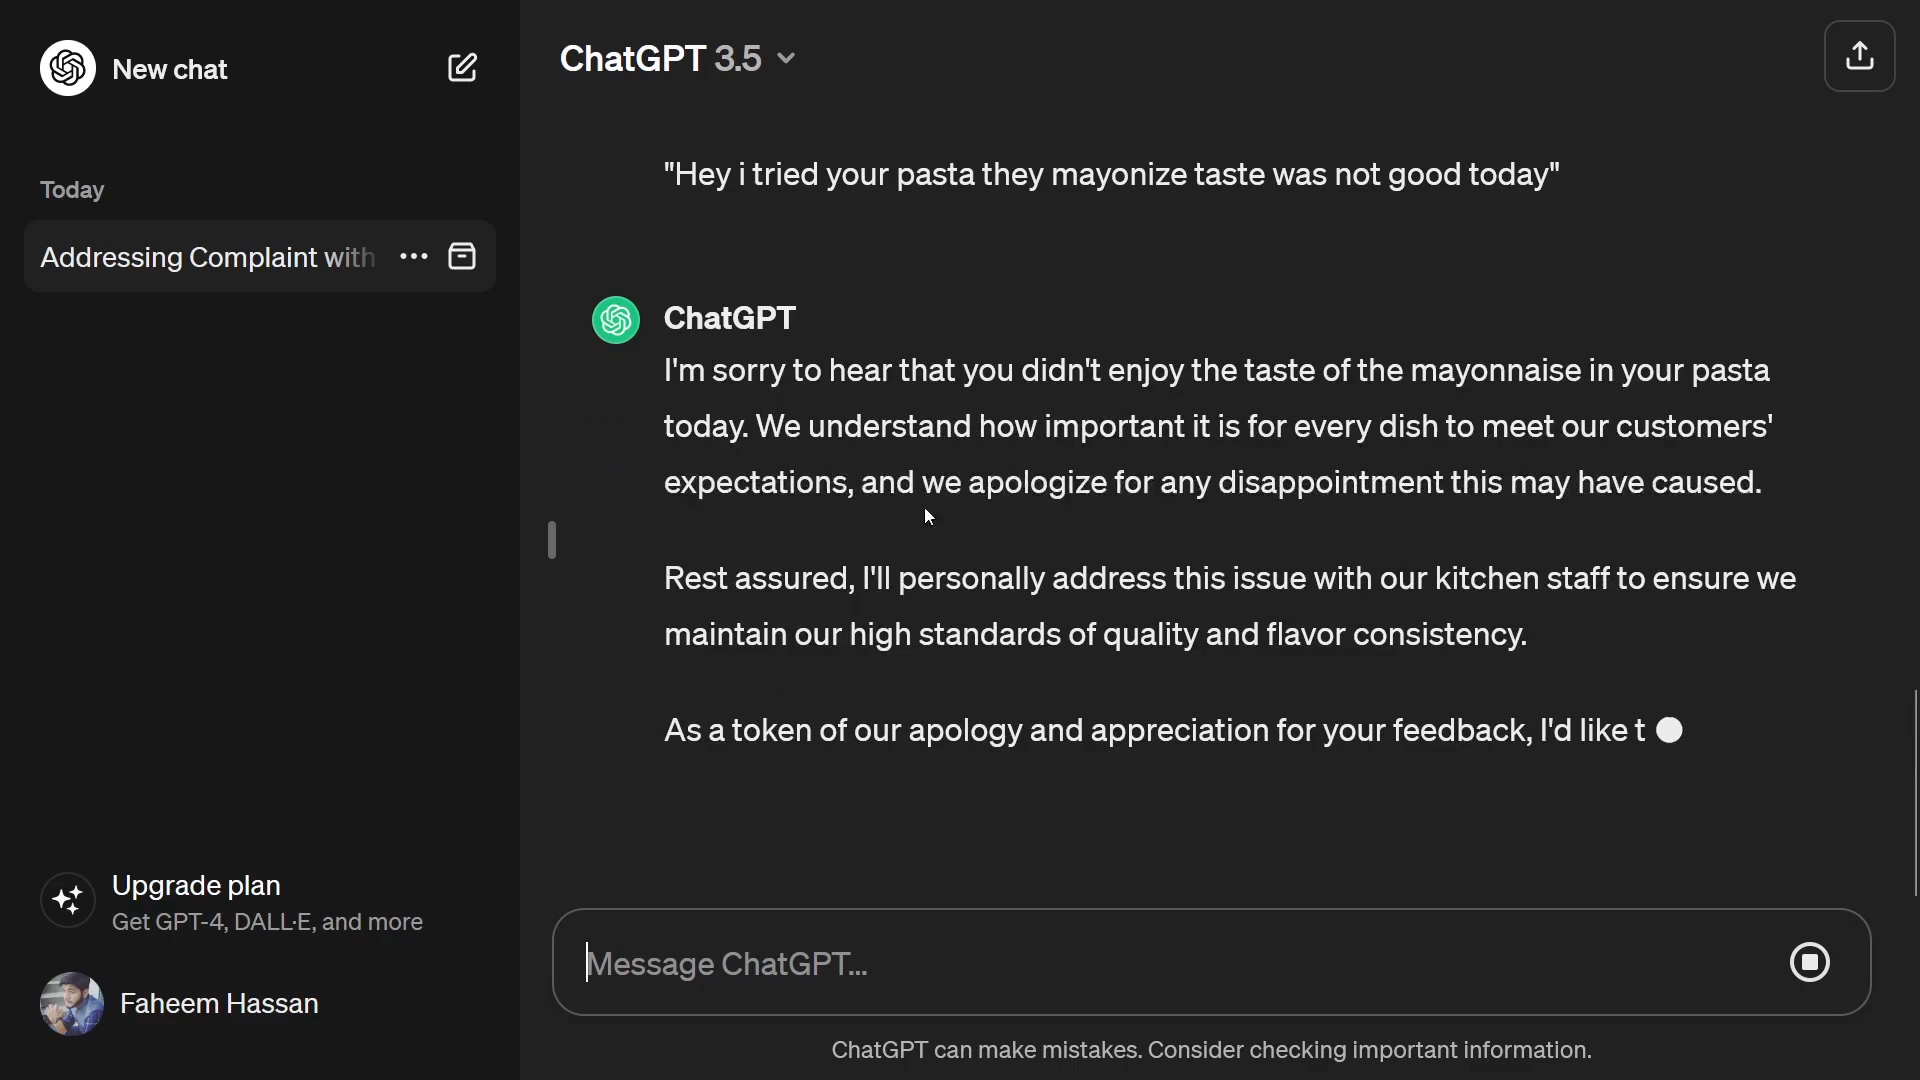 New chat
Today
Addressing Complaint with
Upgrade plan
Get GPT-4, DALL·E, and more
Faheem Hassan
ChatGPT 3.5
"Hey i tried your pasta they mayonize taste was not good today"
ChatGPT
I'm sorry to hear that you didn't enjoy the taste of the mayonnaise in your pasta
today. We understand how important it is for every dish to meet our customers'
expectations, and we apologize for any disappointment this may have caused.
Rest assured, I'll personally address this issue with our kitchen staff to ensure we
maintain our high standards of quality and flavor consistency.
As a token of our apology and appreciation for your feedback, I'd like t
Message ChatGPT...
ChatGPT can make mistakes. Consider checking important information.